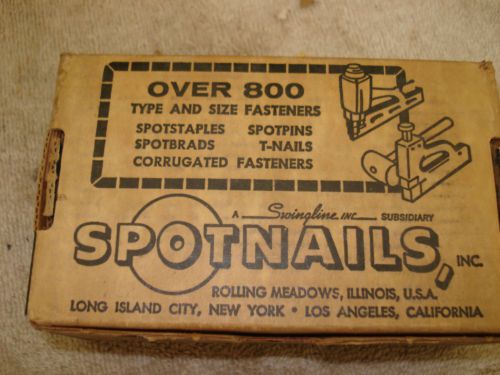 OVER 800
TYPE AND SIZE FASTENERS
SPOTSTAPLES SPOTPINS
SPOTBRADS T-NAILS
CORRUGATED FASTENERS
A Swingline INC. SUBSIDIARY
SPOTNAILS, INC.
ROLLING MEADOWS, ILLINOIS, U.S.A.
LONG ISLAND CITY, NEW YORK • LOS ANGELES, CALIFORNIA